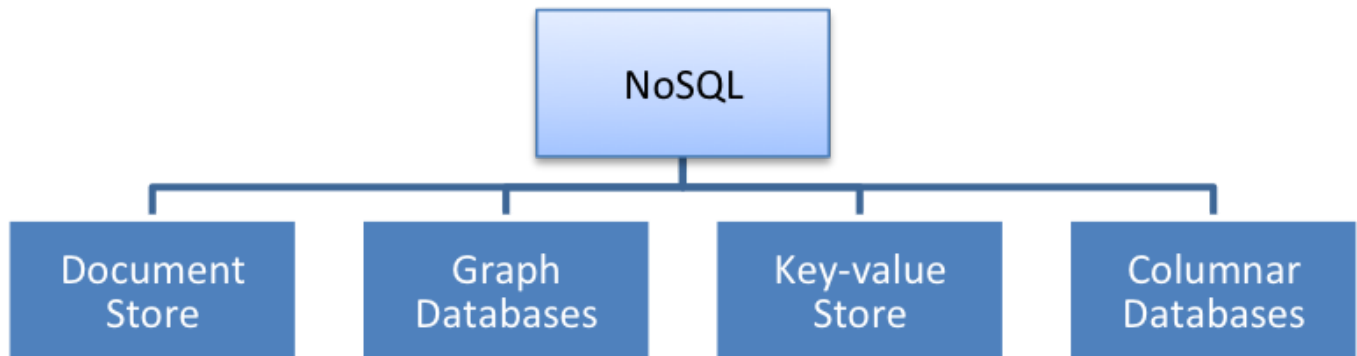 NoSQL
Document
Store
Graph
Databases
Key-value
Store
Columnar
Databases